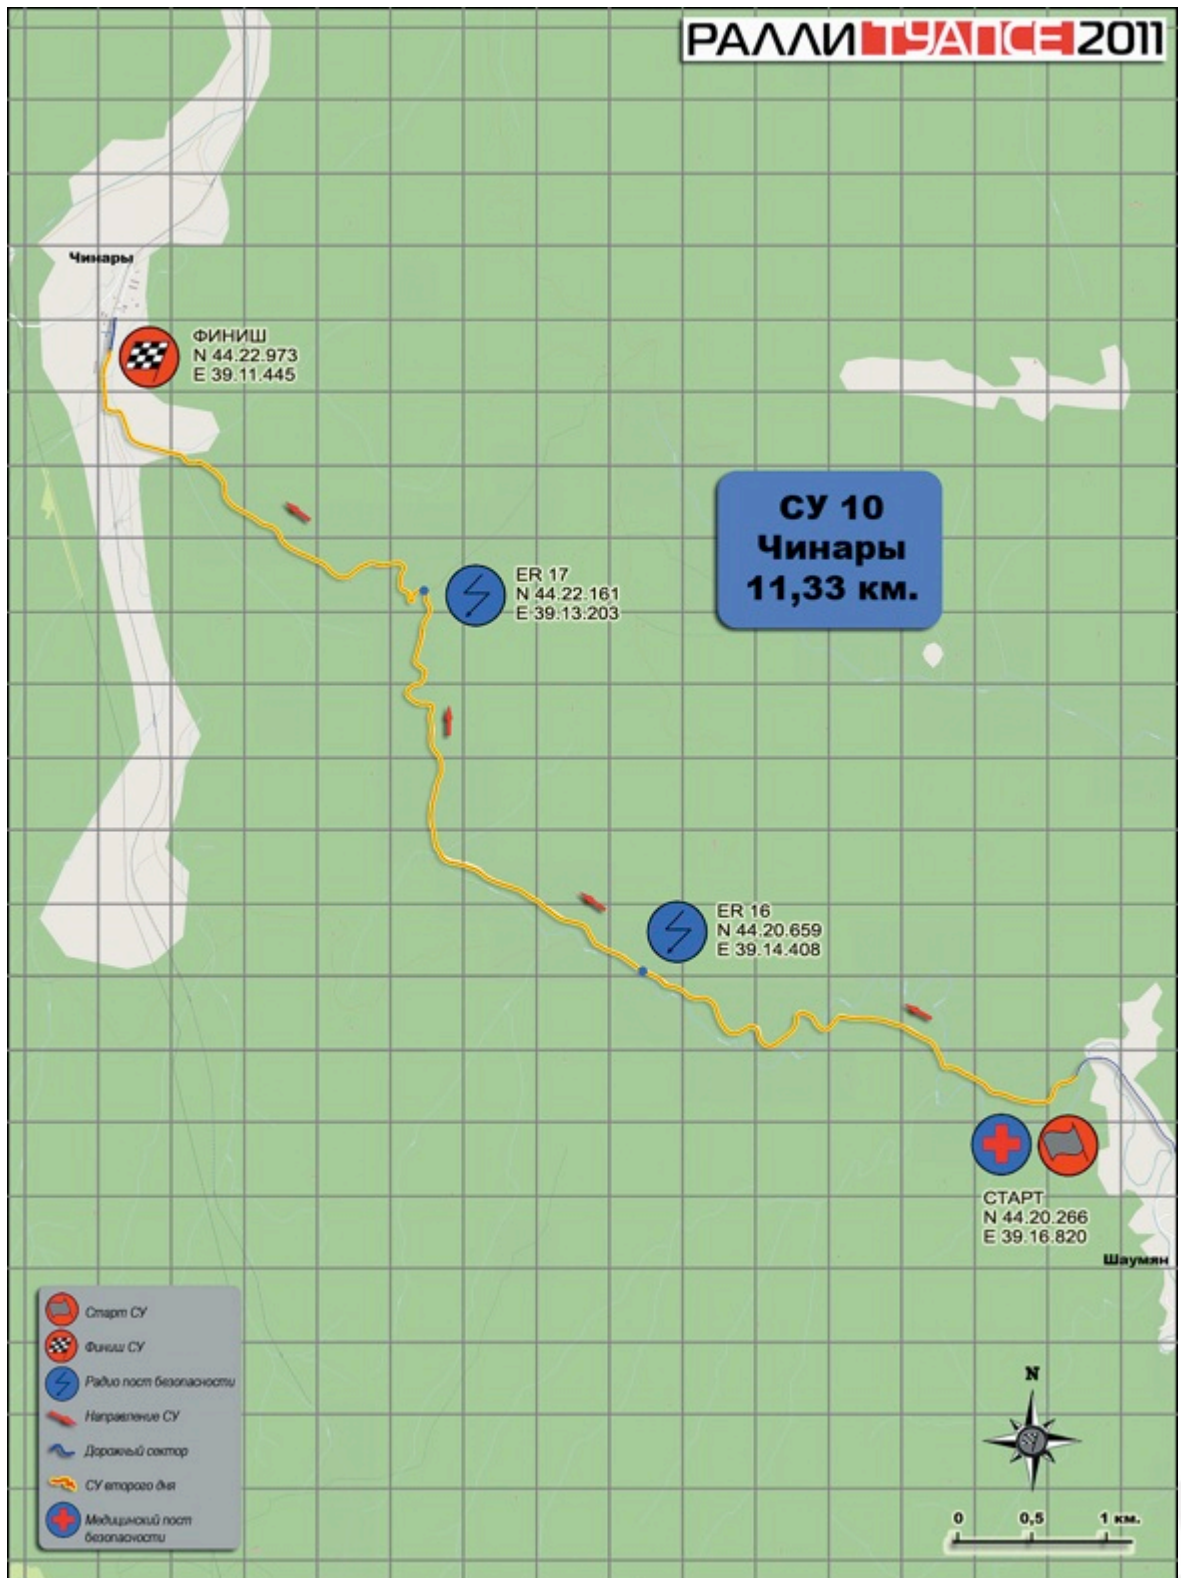 РАЛЛИ ТУАПСЕ 2011
Чинары
ФИНИШ
N 44.22.973
E 39.11.445
СУ 10
Чинары
11,33 км.
ER 17
N 44.22.161
E 39.13.203
ER 16
N 44.20.659
E 39.14.408
СТАРТ
N 44.20.266
E 39.16.820
Шаумян
Старт СУ
Финиш СУ
Радио пост безопасности
Направление СУ
Дорожный сектор
СУ второго дня
Медицинский пост
безопасности
N
0 0,5 1 км.